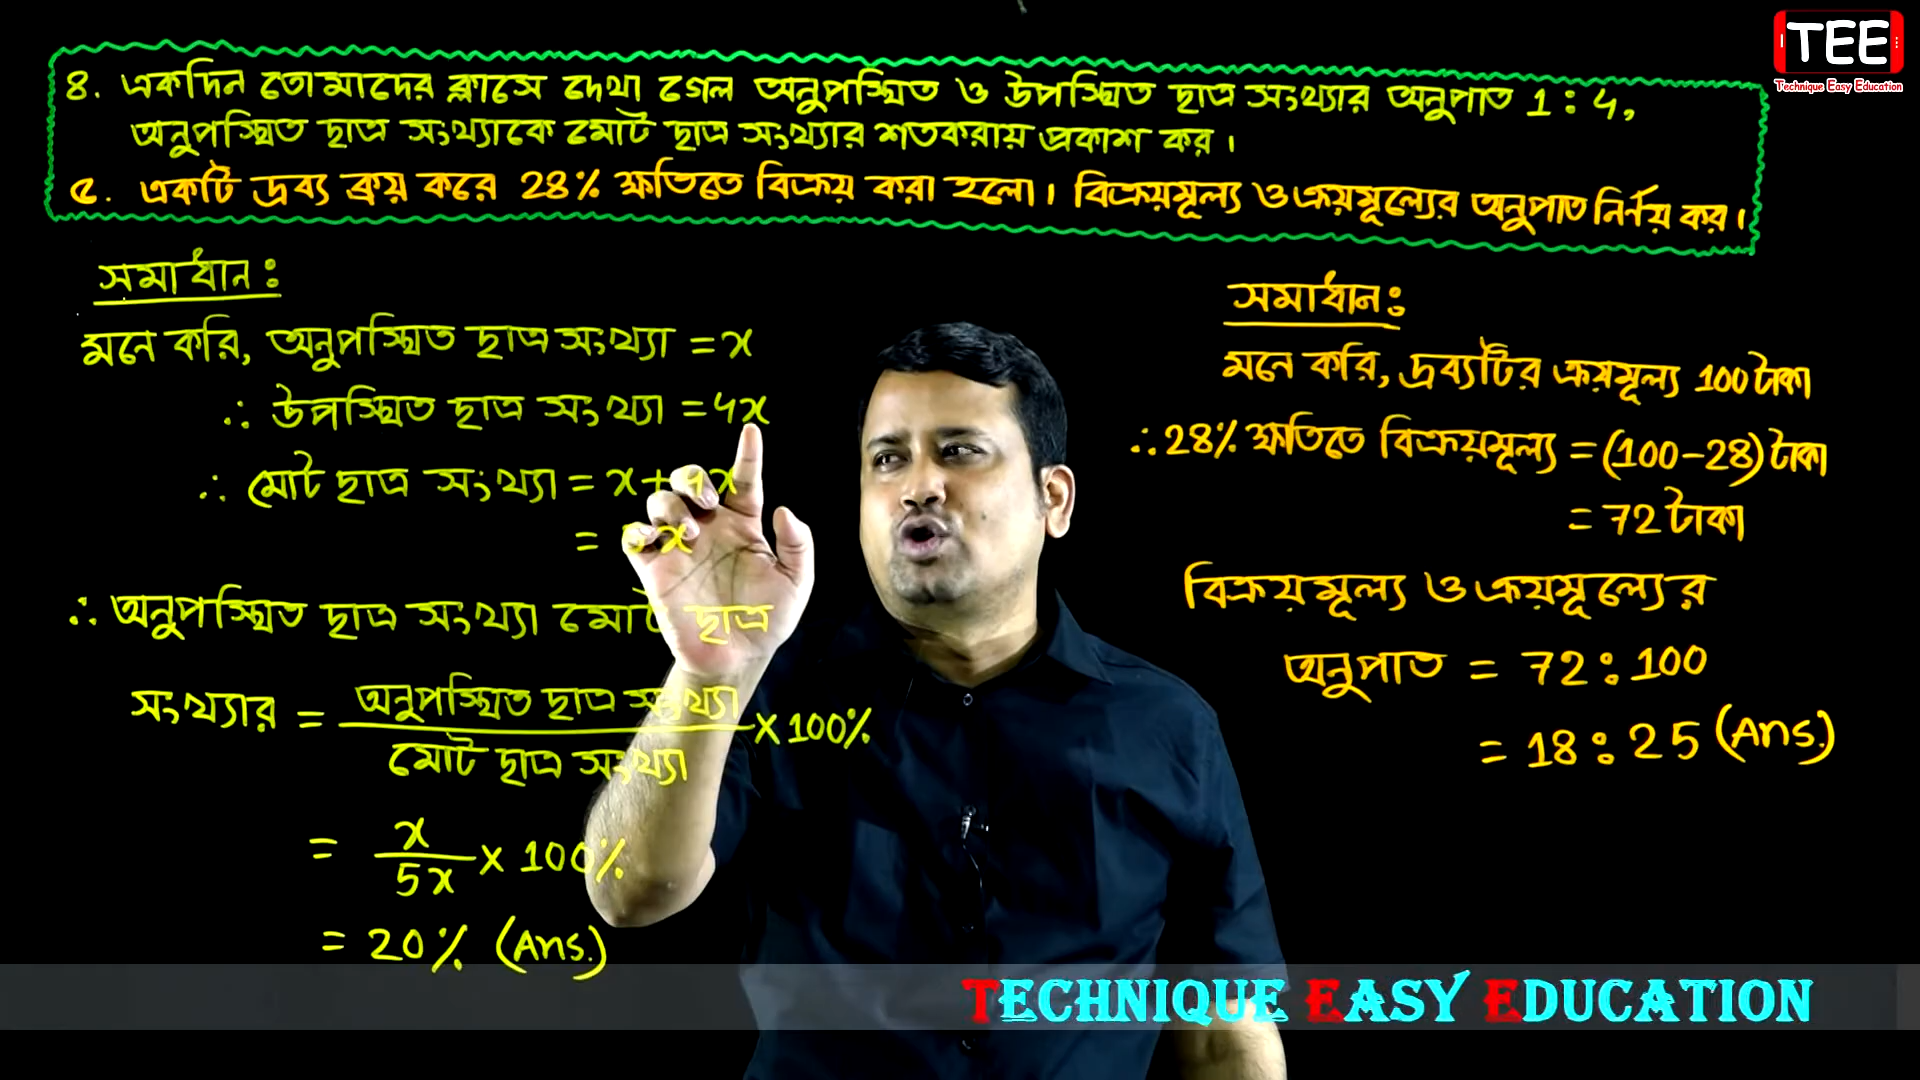 TEE
Technique Easy Education
৪. একদিন তোমাদের ক্লাসে দেখা গেল অনুপস্থিত ও উপস্থিত ছাত্র সংখ্যার অনুপাত 1 : 4,
অনুপস্থিত ছাত্র সংখ্যাকে মোট ছাত্র সংখ্যার শতকরায় প্রকাশ কর।
৫. একটি দ্রব্য ক্রয় করে 28% ক্ষতিতে বিক্রয় করা হলো। বিক্রয়মূল্য ও ক্রয়মূল্যের অনুপাত নির্ণয় কর।
সমাধান:
মনে করি, অনুপস্থিত ছাত্র সংখ্যা = x
∴ উপস্থিত ছাত্র সংখ্যা = 4x
∴ মোট ছাত্র সংখ্যা = x + 4x
= 5x
∴ অনুপস্থিত ছাত্র সংখ্যা মোট ছাত্র
সংখ্যার = অনুপস্থিত ছাত্র সংখ্যা × 100%
মোট ছাত্র সংখ্যা
= x/5x × 100%
= 20% (Ans.)
সমাধান:
মনে করি, দ্রব্যটির ক্রয়মূল্য 100 টাকা
∴ 28% ক্ষতিতে বিক্রয়মূল্য = (100 - 28) টাকা
= 72 টাকা
বিক্রয়মূল্য ও ক্রয়মূল্যের
অনুপাত = 72 : 100
= 18 : 25 (Ans.)
TECHNIQUE EASY EDUCATION